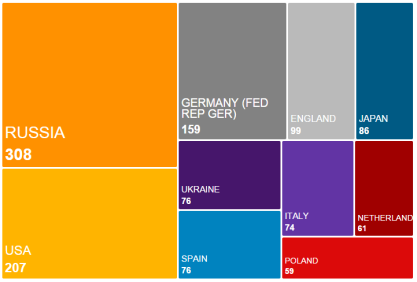 RUSSIA
308
USA
207
GERMANY (FED
REP GER)
159
ENGLAND
99
JAPAN
86
UKRAINE
76
SPAIN
76
ITALY
74
NETHERLAND
61
POLAND
59